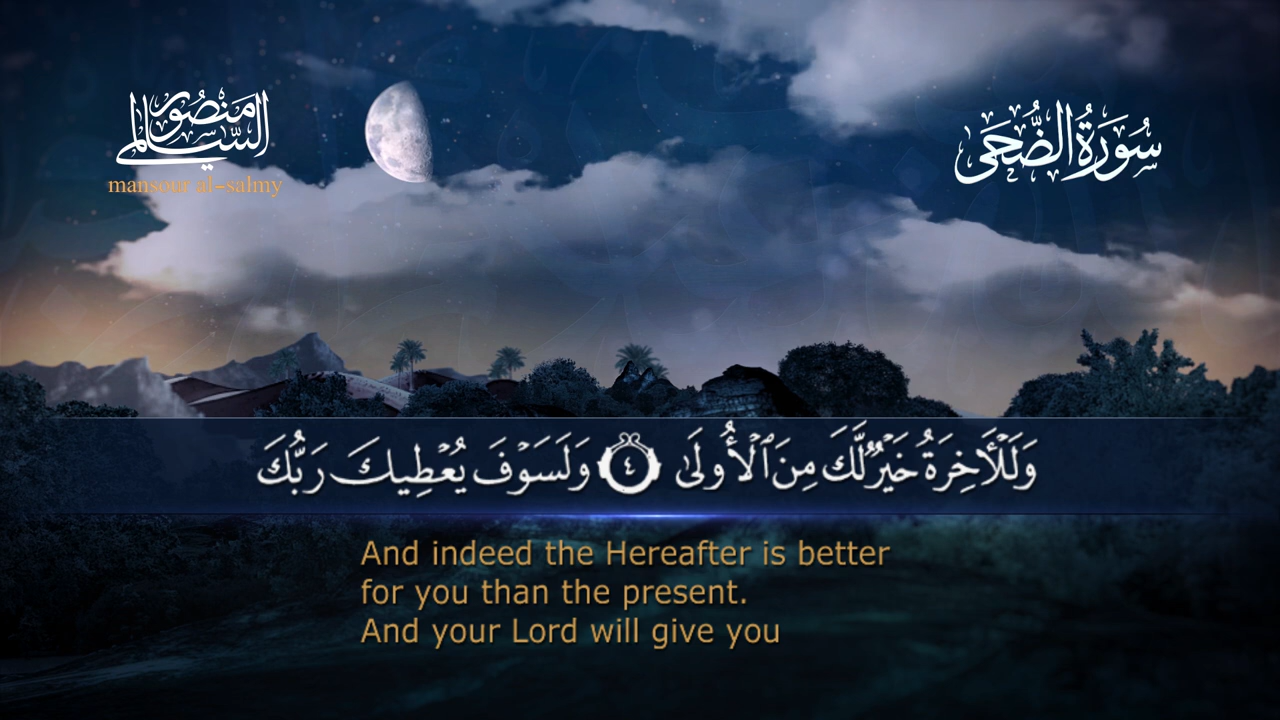 منصور السالمي
mansour al-salmy
سُورَةُ الضُّحَى
وَلَلْأَخِرَةُ خَيْرٌ لَّكَ مِنَ ٱلْأُولَىٰ ٤ وَلَسَوْفَ يُعْطِيكَ رَبُّكَ
And indeed the Hereafter is better
for you than the present.
And your Lord will give you